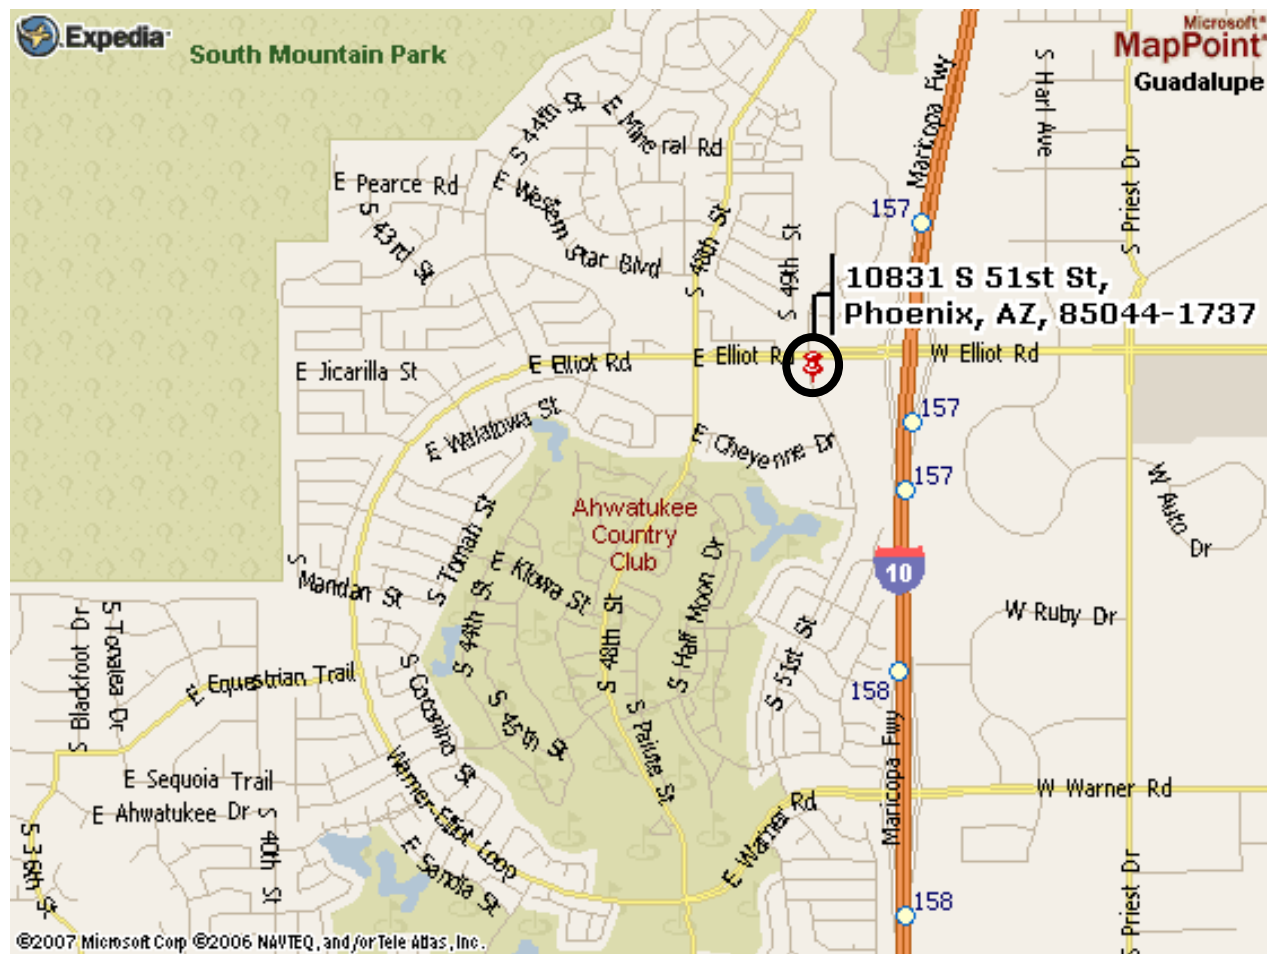 Expedia
South Mountain Park
Microsoft
MapPoint
Guadalupe
S 44th St
E Mineral Rd
Maricopa Fwy
S Harl Ave
S Priest Dr
E Pearce Rd
S 43rd St
E Western Star Blvd
S 48th St
S 49th St
157
10831 S 51st St,
Phoenix, AZ, 85044-1737
E Jicarilla St
E Elliot Rd
E Elliot Rd
W Elliot Rd
E Walatowa St
E Cheyenne Dr
157
157
W Auto Dr
Ahwatukee
Country
Club
S Tomah St
E Kiowa St
S Mandan St
S 44th St
S 48th St
S Half Moon Dr
S 51st St
10
W Ruby Dr
S Blackfoot Dr
S Tonalea Dr
E Equestrian Trail
S Coconino St
S 45th St
S Paiute St
158
Maricopa Fwy
E Sequoia Trail
E Ahwatukee Dr
S 40th St
S 36th St
Warner-Elliot Loop
E Sandia St
E Warner Rd
W Warner Rd
S Priest Dr
158
©2007 Microsoft Corp ©2006 NAVTEQ, and/or Tele Atlas, Inc.